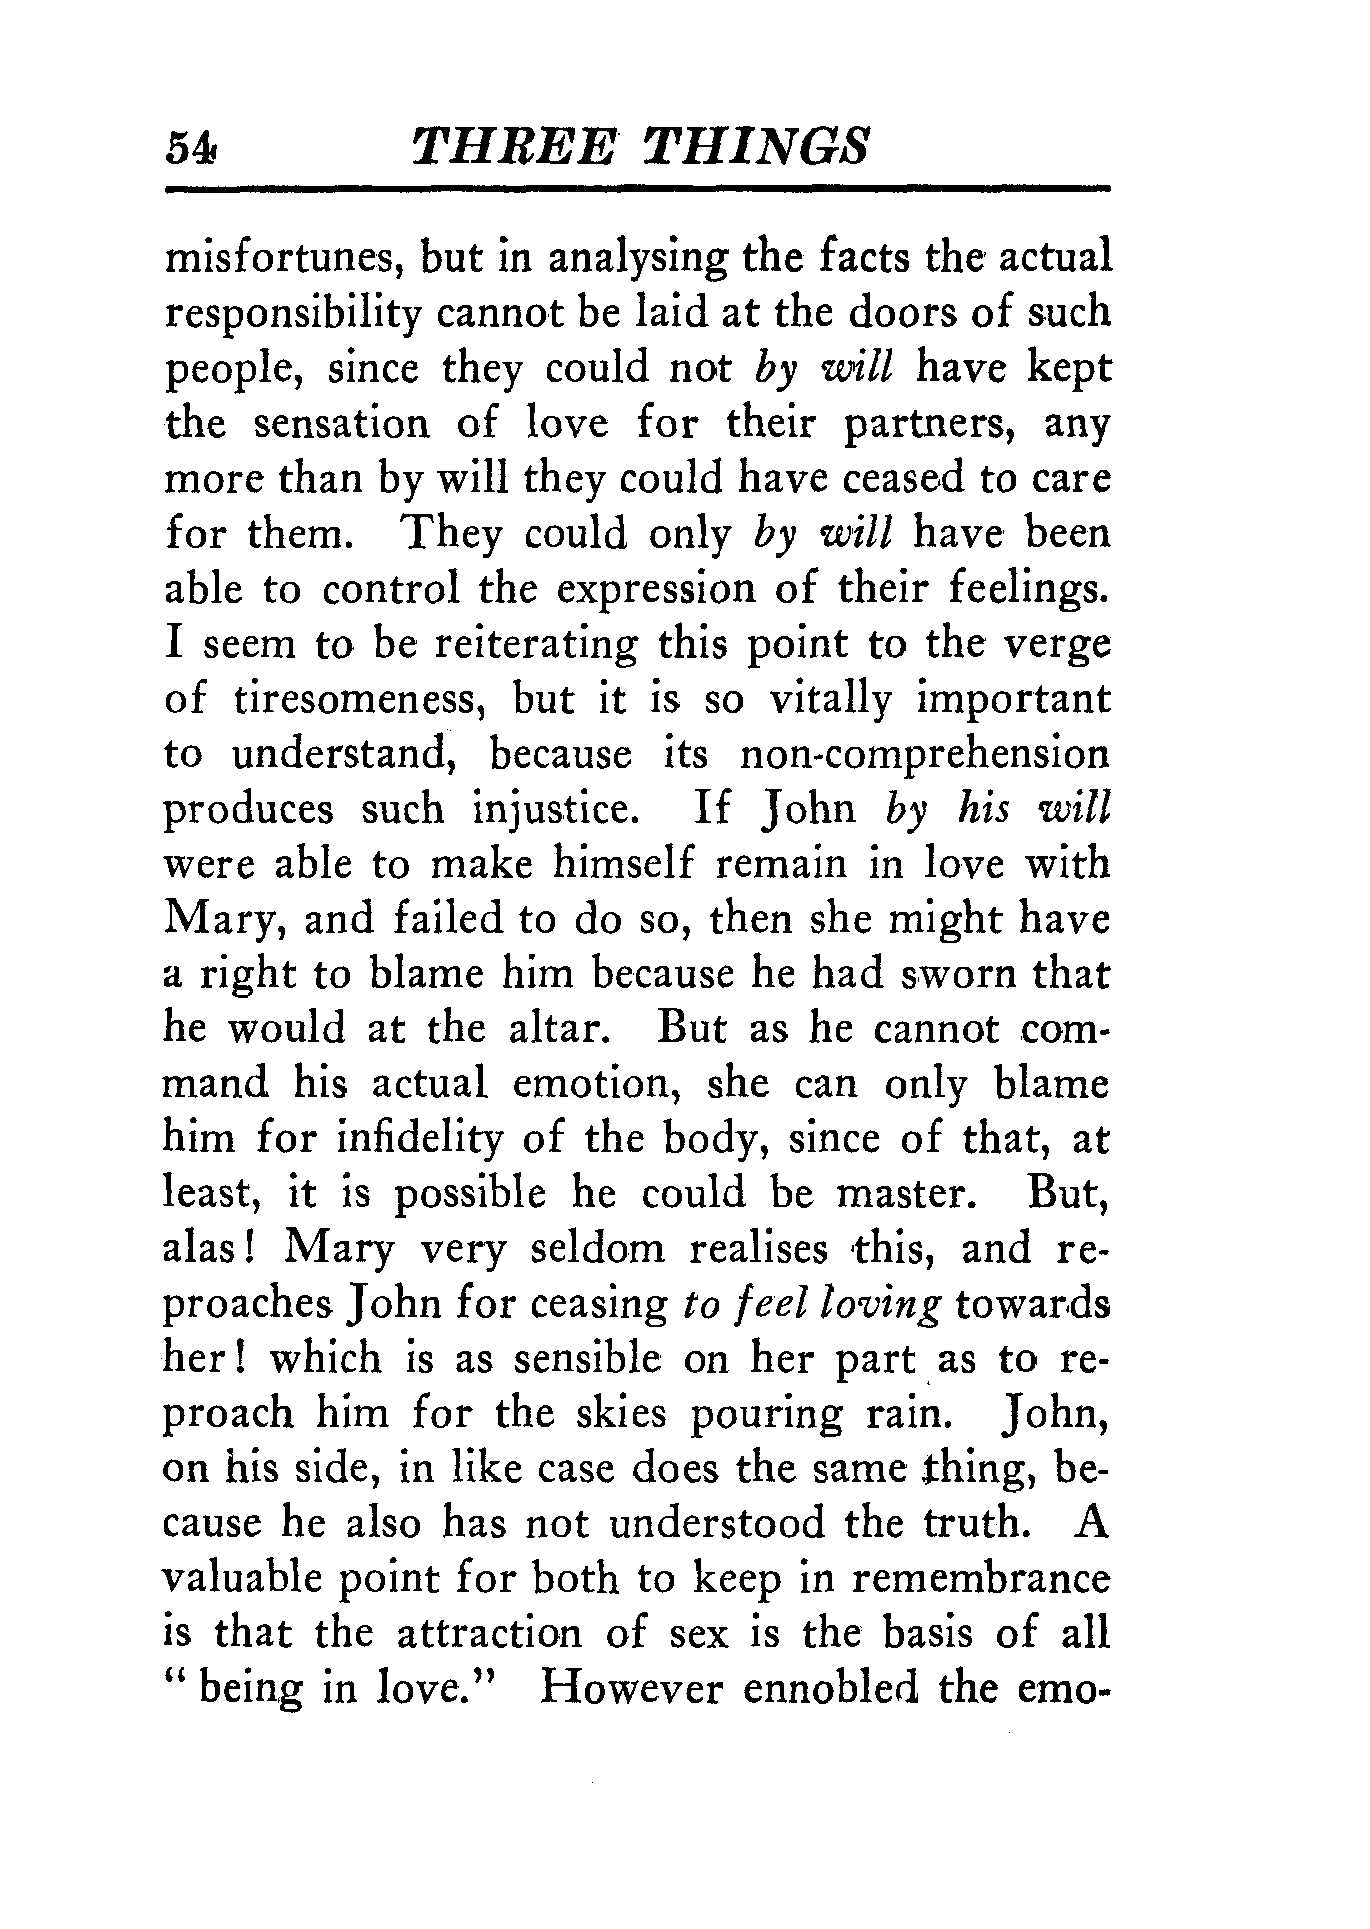 54 THREE THINGS
misfortunes, but in analysing the facts the actual
responsibility cannot be laid at the doors of such
people, since they could not by will have kept
the sensation of love for their partners, any
more than by will they could have ceased to care
for them. They could only by will have been
able to control the expression of their feelings.
I seem to be reiterating this point to the verge
of tiresomeness, but it is so vitally important
to understand, because its non-comprehension
produces such injustice. If John by his will
were able to make himself remain in love with
Mary, and failed to do so, then she might have
a right to blame him because he had sworn that
he would at the altar. But as he cannot com-
mand his actual emotion, she can only blame
him for infidelity of the body, since of that, at
least, it is possible he could be master. But,
alas! Mary very seldom realises this, and re-
proaches John for ceasing to feel loving towards
her! which is as sensible on her part as to re-
proach him for the skies pouring rain. John,
on his side, in like case does the same thing, be-
cause he also has not understood the truth. A
valuable point for both to keep in remembrance
is that the attraction of sex is the basis of all
“being in love.” However ennobled the emo-